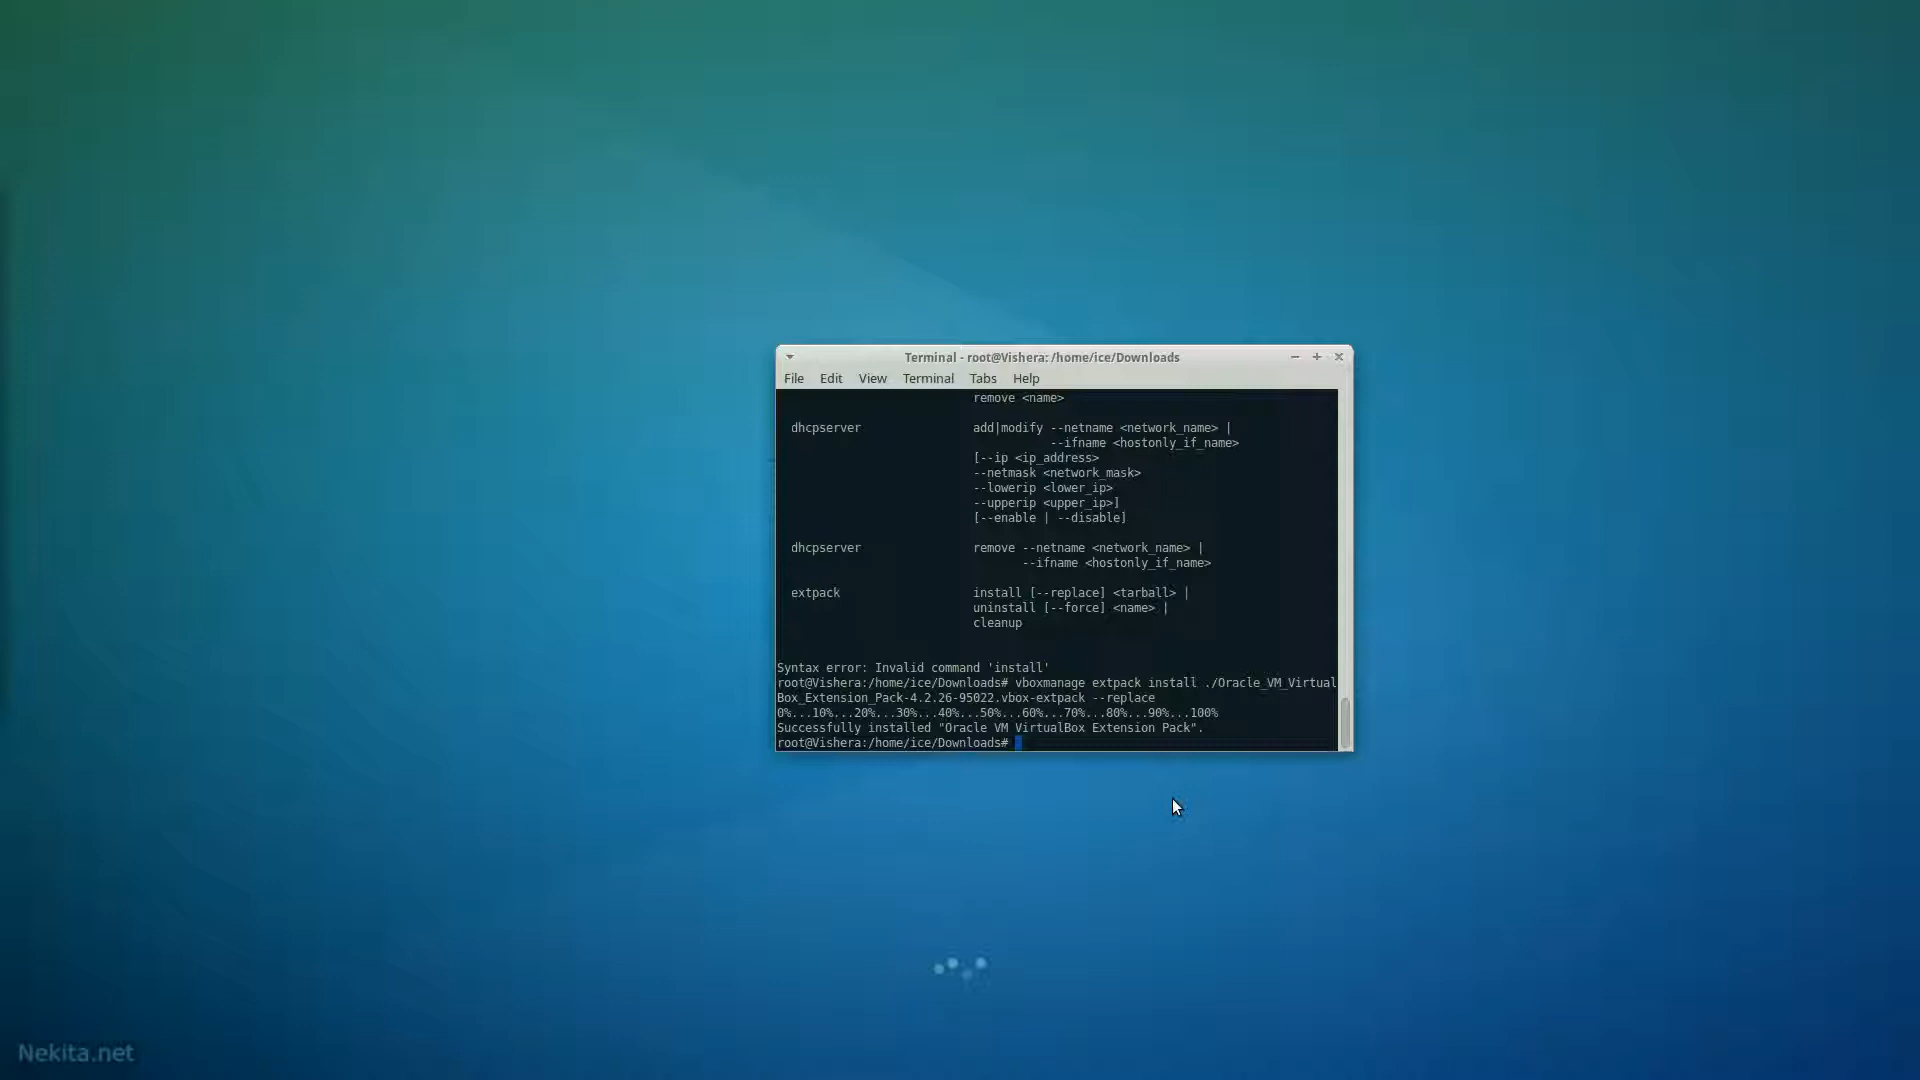 Terminal - root@Vishera: /home/ice/Downloads
File Edit View Terminal Tabs Help
remove <name>
dhcpserver add|modify --netname <network_name> |
--ifname <hostonly_if_name>
[--ip <ip_address>
--netmask <network_mask>
--lowerip <lower_ip>
--upperip <upper_ip>]
[--enable | --disable]
dhcpserver remove --netname <network_name> |
--ifname <hostonly_if_name>
extpack install [--replace] <tarball> |
uninstall [--force] <name> |
cleanup
Syntax error: Invalid command 'install'
root@Vishera:/home/ice/Downloads# vboxmanage extpack install ./Oracle_VM_Virtual
Box_Extension_Pack-4.2.26-95022.vbox-extpack --replace
0%...10%...20%...30%...40%...50%...60%...70%...80%...90%...100%
Successfully installed "Oracle VM VirtualBox Extension Pack".
root@Vishera:/home/ice/Downloads#
Nekita.net